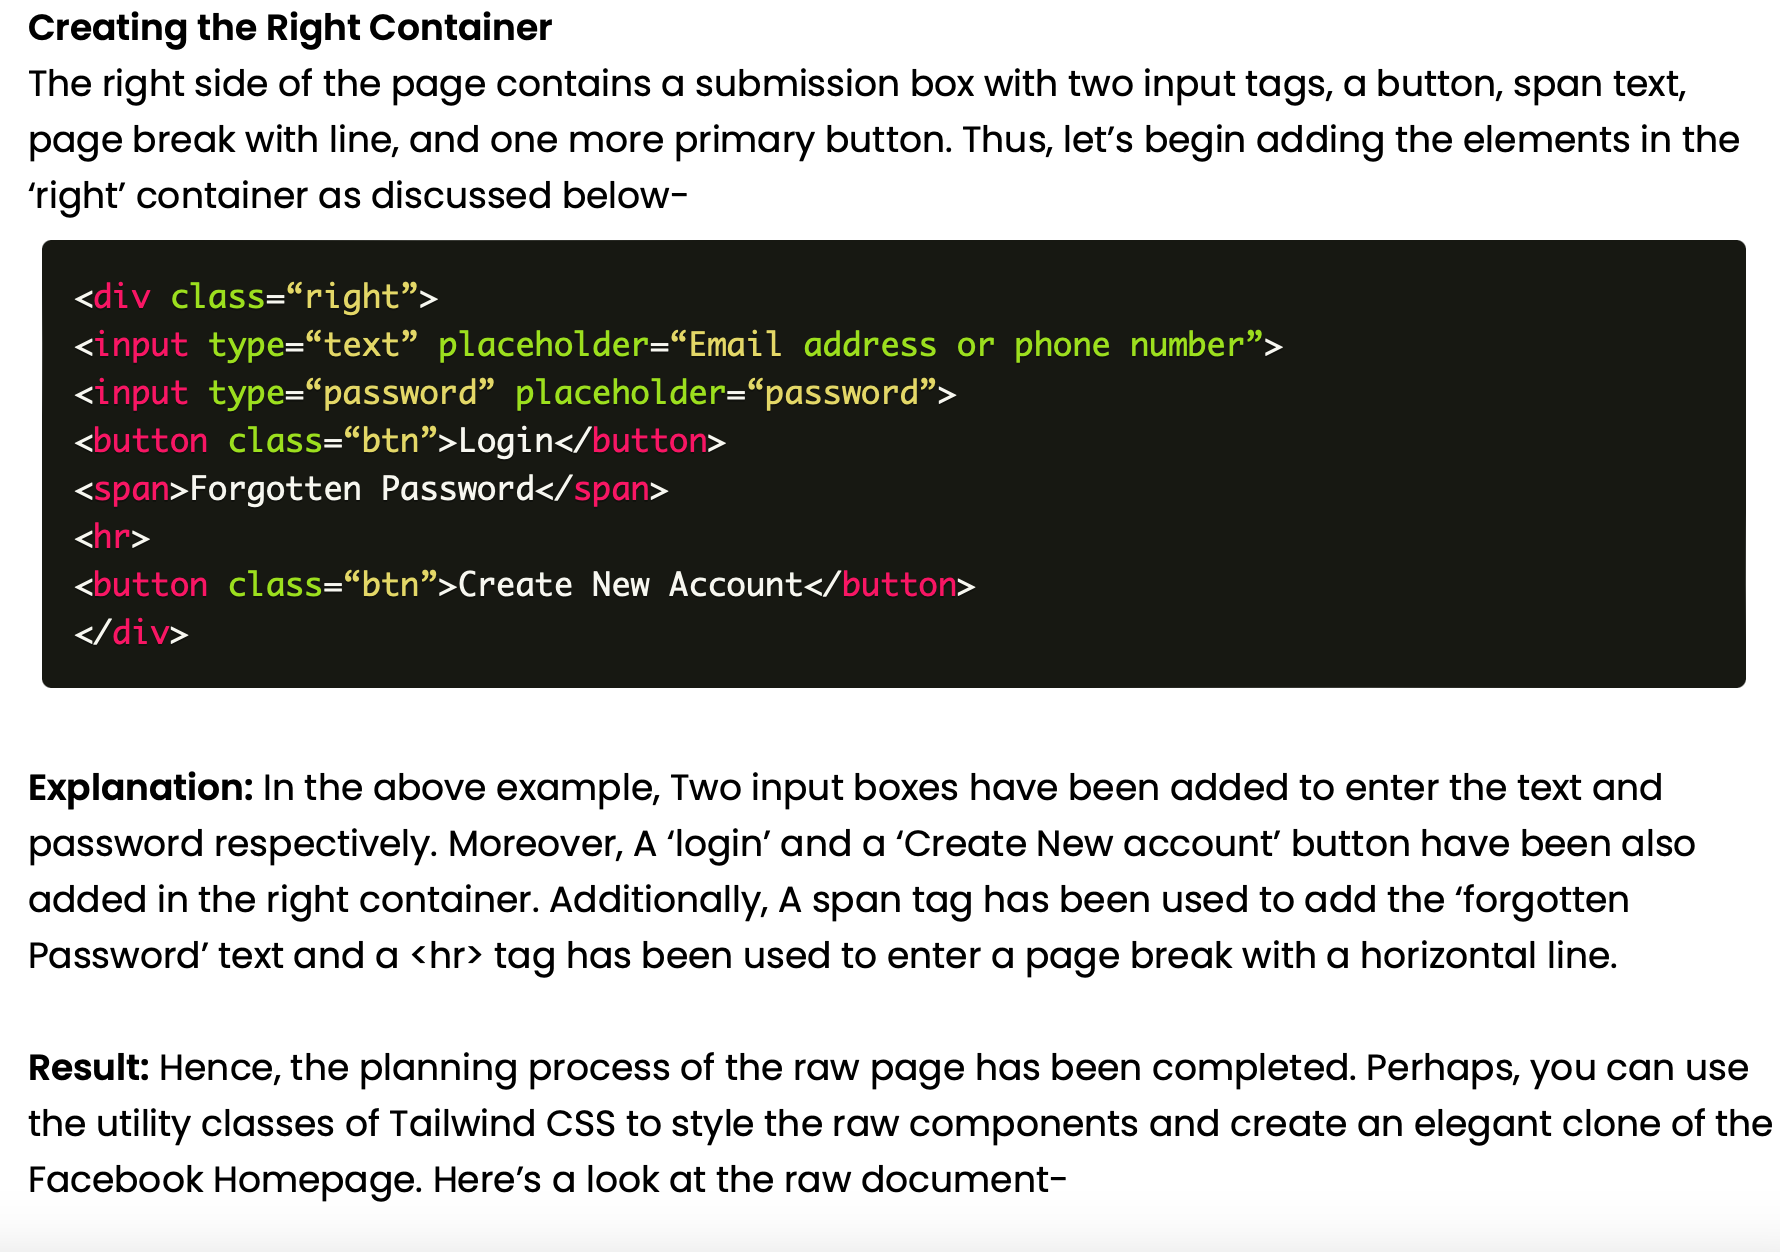 Creating the Right Container
The right side of the page contains a submission box with two input tags, a button, span text,
page break with line, and one more primary button. Thus, let’s begin adding the elements in the
‘right’ container as discussed below-
<div class=“right”>
<input type=“text” placeholder=“Email address or phone number”>
<input type=“password” placeholder=“password”>
<button class=“btn”>Login</button>
<span>Forgotten Password</span>
<hr>
<button class=“btn”>Create New Account</button>
</div>
Explanation: In the above example, Two input boxes have been added to enter the text and
password respectively. Moreover, A ‘login’ and a ‘Create New account’ button have been also
added in the right container. Additionally, A span tag has been used to add the ‘forgotten
Password’ text and a <hr> tag has been used to enter a page break with a horizontal line.
Result: Hence, the planning process of the raw page has been completed. Perhaps, you can use
the utility classes of Tailwind CSS to style the raw components and create an elegant clone of the
Facebook Homepage. Here’s a look at the raw document-